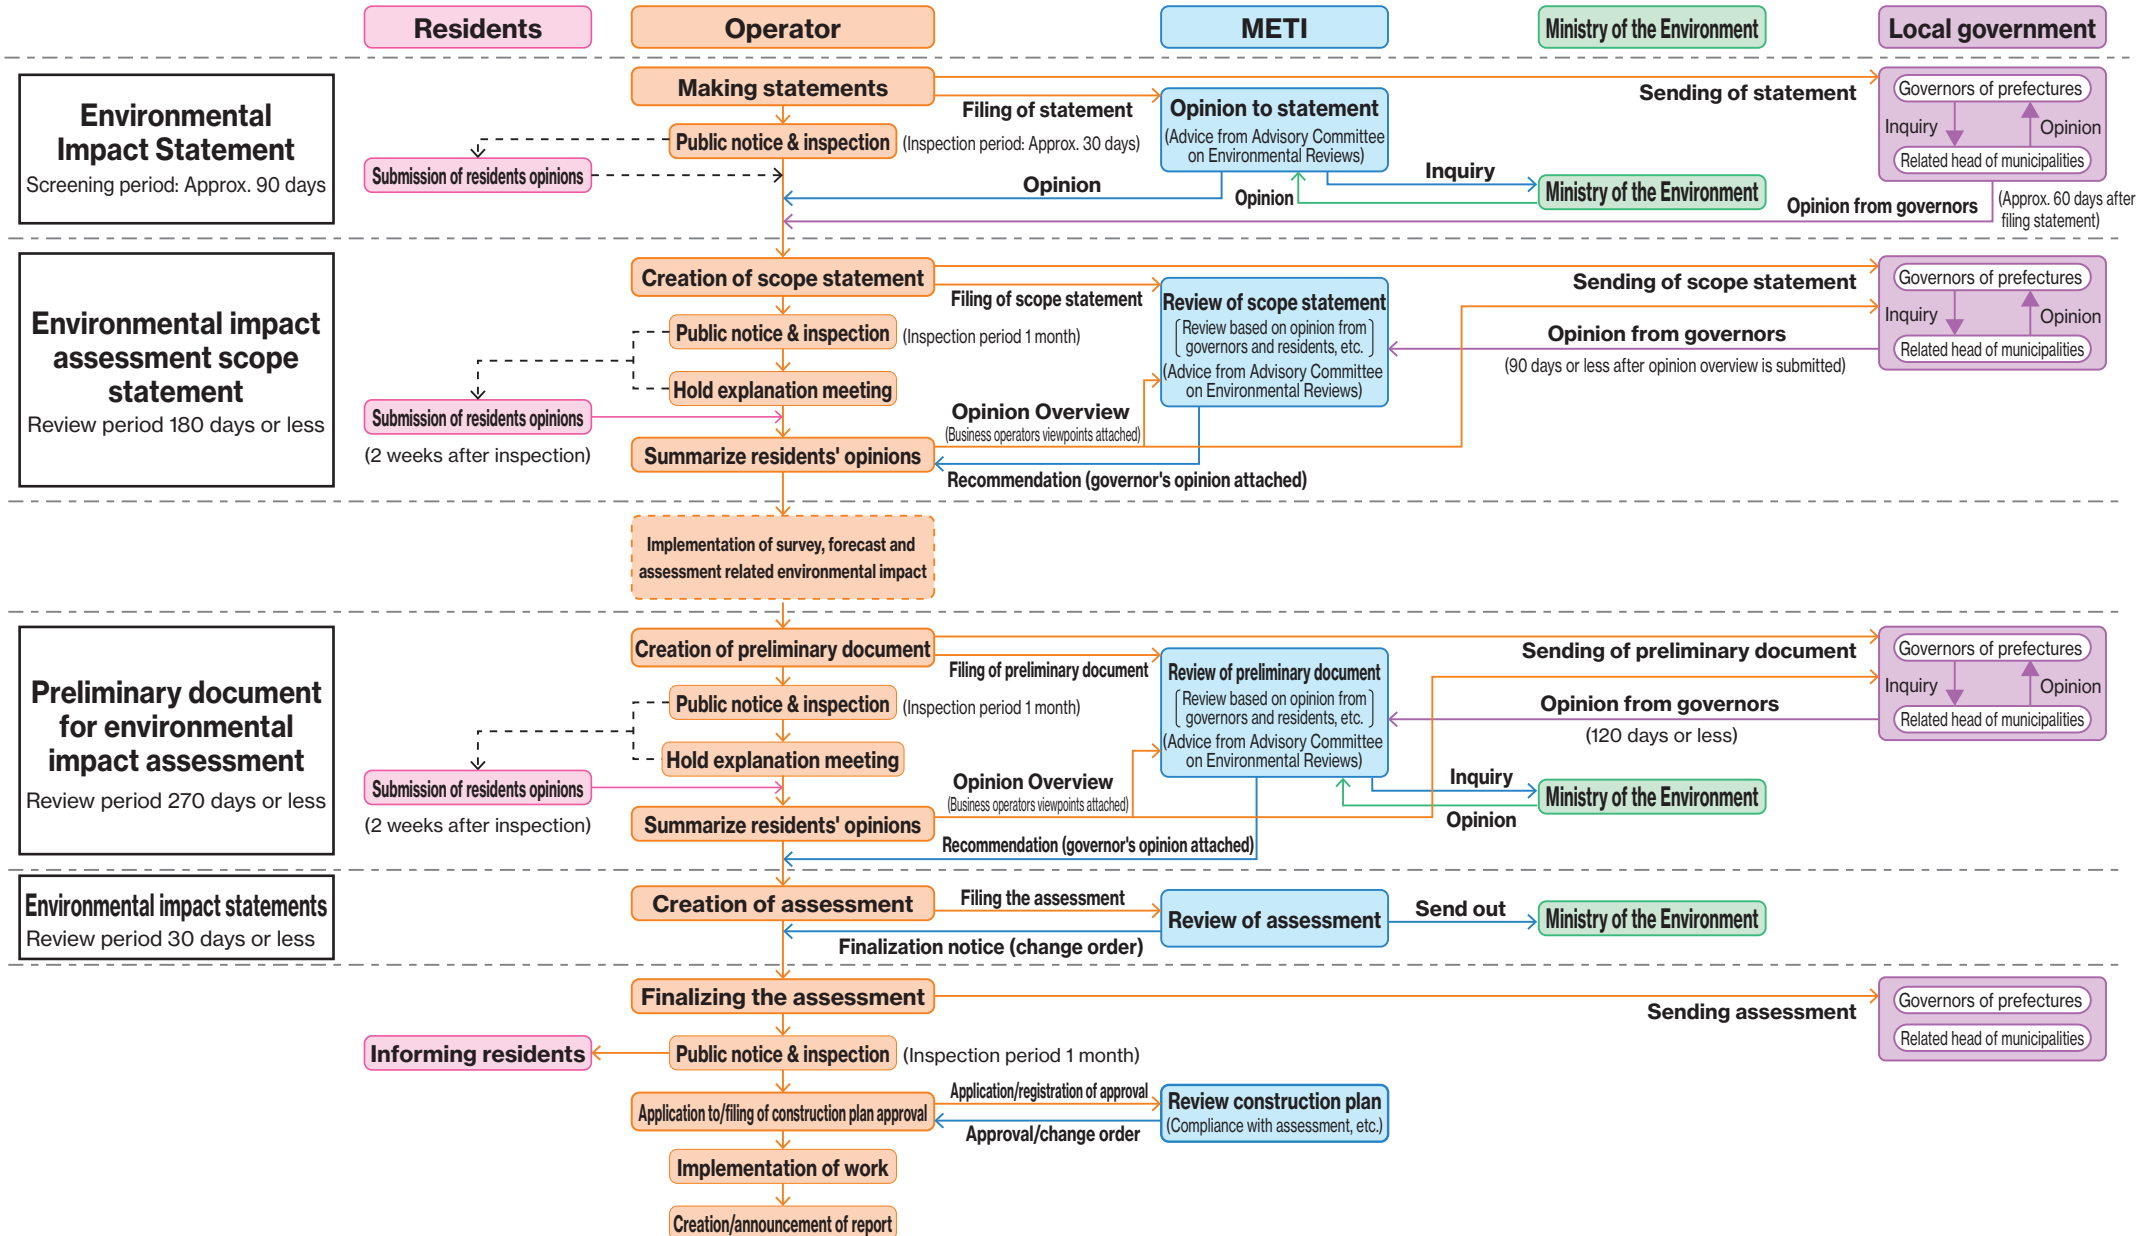 Residents
Operator
METI
Ministry of the Environment
Local government
Environmental
Impact Statement
Screening period: Approx. 90 days
Making statements
Filing of statement
Sending of statement
Public notice & inspection
(Inspection period: Approx. 30 days)
Submission of residents opinions
Opinion to statement
(Advice from Advisory Committee
on Environmental Reviews)
Opinion
Opinion
Inquiry
Ministry of the Environment
Governors of prefectures
Inquiry
Opinion
Related head of municipalities
Opinion from governors
(Approx. 60 days after
filing statement)
Environmental impact
assessment scope
statement
Review period 180 days or less
Creation of scope statement
Filing of scope statement
Sending of scope statement
Public notice & inspection
(Inspection period 1 month)
Hold explanation meeting
Submission of residents opinions
(2 weeks after inspection)
Summarize residents' opinions
Opinion Overview
(Business operators viewpoints attached)
Recommendation (governor's opinion attached)
Review of scope statement
Review based on opinion from
governors and residents, etc.
(Advice from Advisory Committee
on Environmental Reviews)
Opinion from governors
(90 days or less after opinion overview is submitted)
Governors of prefectures
Inquiry
Opinion
Related head of municipalities
Implementation of survey, forecast and
assessment related environmental impact
Preliminary document
for environmental
impact assessment
Review period 270 days or less
Creation of preliminary document
Filing of preliminary document
Sending of preliminary document
Public notice & inspection
(Inspection period 1 month)
Hold explanation meeting
Submission of residents opinions
(2 weeks after inspection)
Summarize residents' opinions
Opinion Overview
(Business operators viewpoints attached)
Recommendation (governor's opinion attached)
Review of preliminary document
Review based on opinion from
governors and residents, etc.
(Advice from Advisory Committee
on Environmental Reviews)
Opinion from governors
(120 days or less)
Inquiry
Ministry of the Environment
Opinion
Governors of prefectures
Inquiry
Opinion
Related head of municipalities
Environmental impact statements
Review period 30 days or less
Creation of assessment
Filing the assessment
Finalization notice (change order)
Review of assessment
Send out
Ministry of the Environment
Finalizing the assessment
Sending assessment
Governors of prefectures
Related head of municipalities
Informing residents
Public notice & inspection
(Inspection period 1 month)
Application to/filing of construction plan approval
Application/registration of approval
Approval/change order
Review construction plan
(Compliance with assessment, etc.)
Implementation of work
Creation/announcement of report